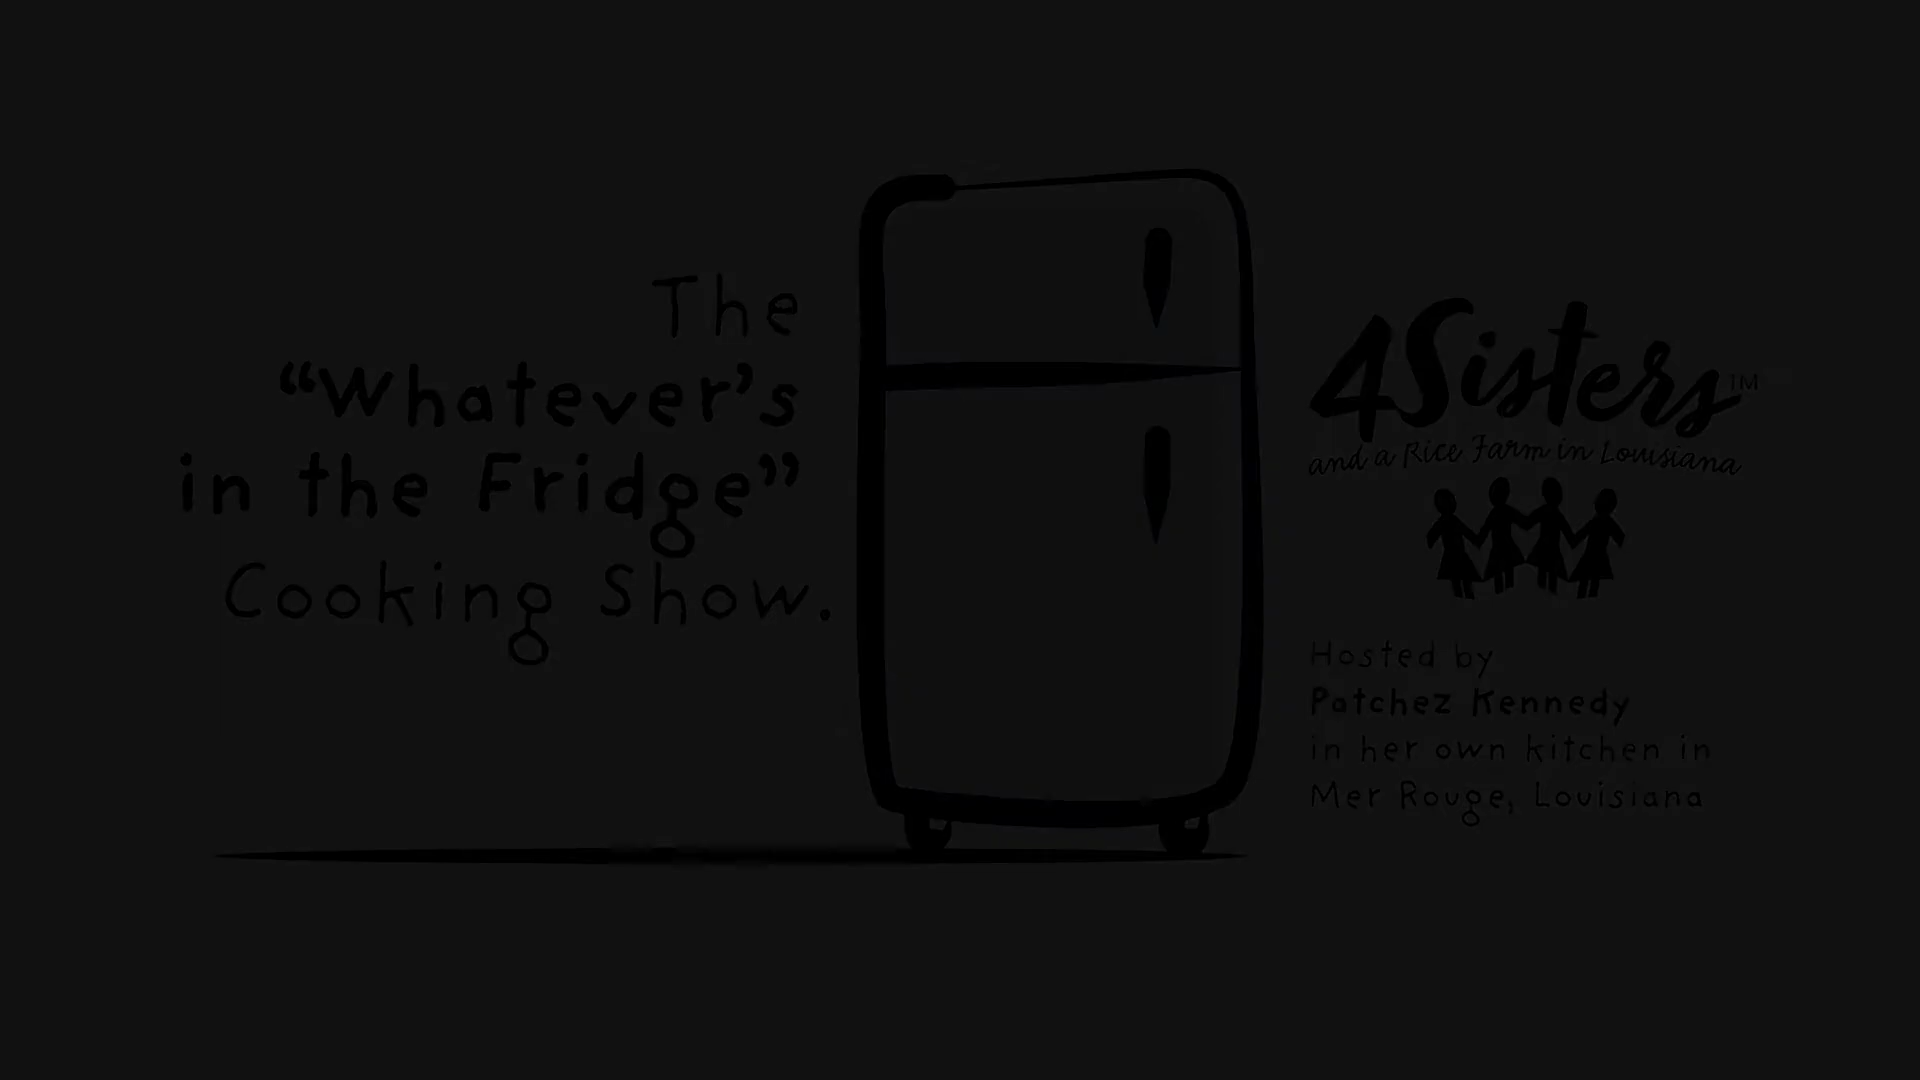 The
“Whatever’s
in the Fridge”
Cooking Show.
4Sisters™
and a Rice Farm in Louisiana
Hosted by
Patchez Kennedy
in her own kitchen in
Mer Rouge, Louisiana